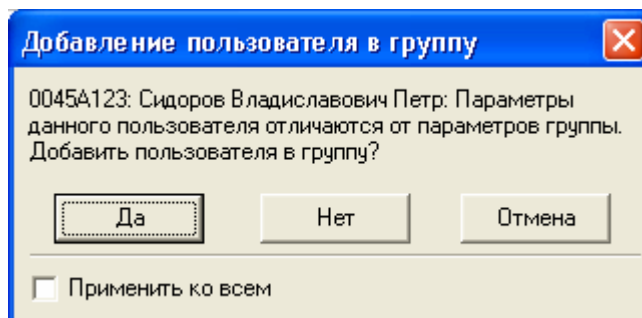 Добавление пользователя в группу
0045A123: Сидоров Владиславович Петр: Параметры
данного пользователя отличаются от параметров группы.
Добавить пользователя в группу?
Да Нет Отмена
Применить ко всем